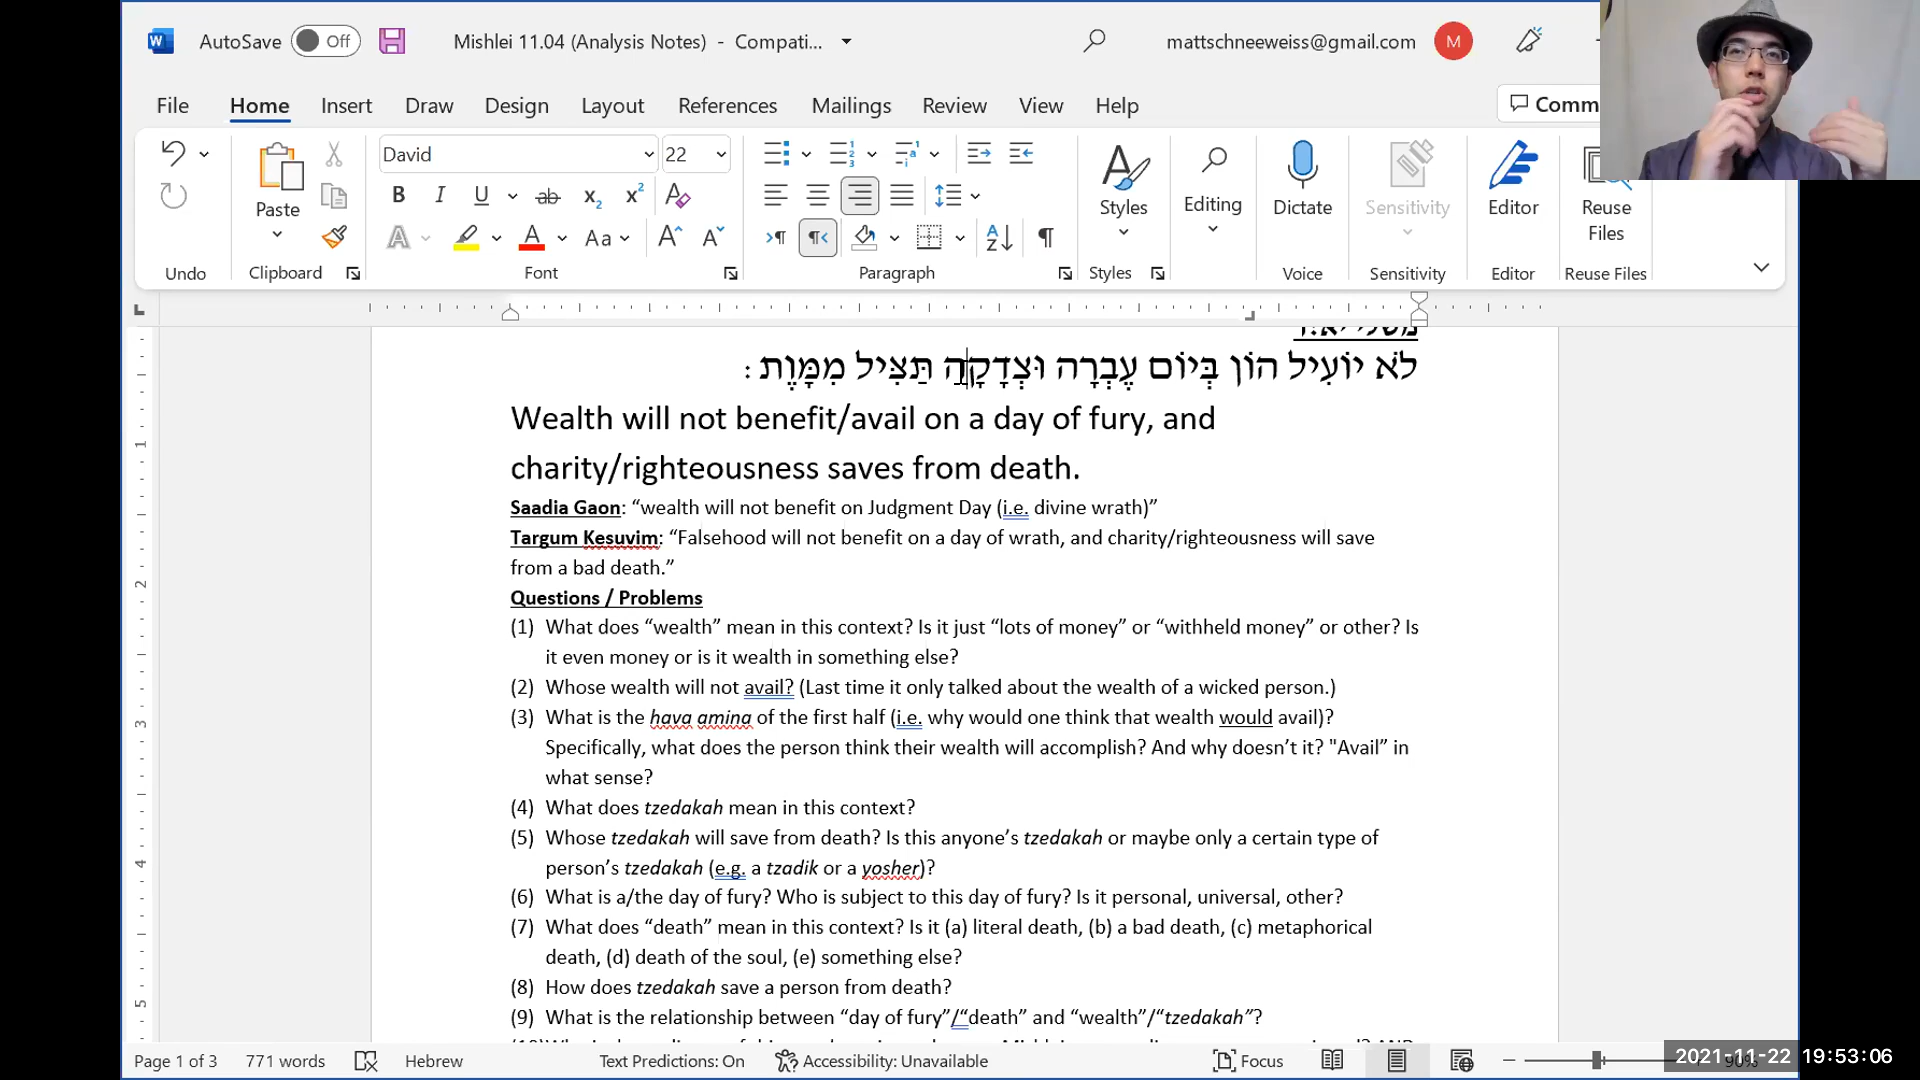 AutoSave Off Mishlei 11.04 (Analysis Notes) - Compati... mattschneeweiss@gmail.com M
File Home Insert Draw Design Layout References Mailings Review View Help Comm
David 22
Paste Styles Editing Dictate Sensitivity Editor Reuse Files
Undo Clipboard Font Paragraph Styles Voice Sensitivity Editor Reuse Files
לֹא יוֹעִיל הוֹן בְּיוֹם עֶבְרָה וּצְדָקָה תַּצִּיל מִמָּוֶת :
Wealth will not benefit/avail on a day of fury, and
charity/righteousness saves from death.
Saadia Gaon: “wealth will not benefit on Judgment Day (i.e. divine wrath)”
Targum Kesuvim: “Falsehood will not benefit on a day of wrath, and charity/righteousness will save
from a bad death.”
Questions / Problems
(1) What does “wealth” mean in this context? Is it just “lots of money” or “withheld money” or other? Is
it even money or is it wealth in something else?
(2) Whose wealth will not avail? (Last time it only talked about the wealth of a wicked person.)
(3) What is the hava amina of the first half (i.e. why would one think that wealth would avail)?
Specifically, what does the person think their wealth will accomplish? And why doesn’t it? "Avail” in
what sense?
(4) What does tzedakah mean in this context?
(5) Whose tzedakah will save from death? Is this anyone’s tzedakah or maybe only a certain type of
person’s tzedakah (e.g. a tzadik or a yosher)?
(6) What is a/the day of fury? Who is subject to this day of fury? Is it personal, universal, other?
(7) What does “death” mean in this context? Is it (a) literal death, (b) a bad death, (c) metaphorical
death, (d) death of the soul, (e) something else?
(8) How does tzedakah save a person from death?
(9) What is the relationship between “day of fury”/“death” and “wealth”/“tzedakah”?
Page 1 of 3 771 words Hebrew Text Predictions: On Accessibility: Unavailable Focus
2021-11-22 19:53:06